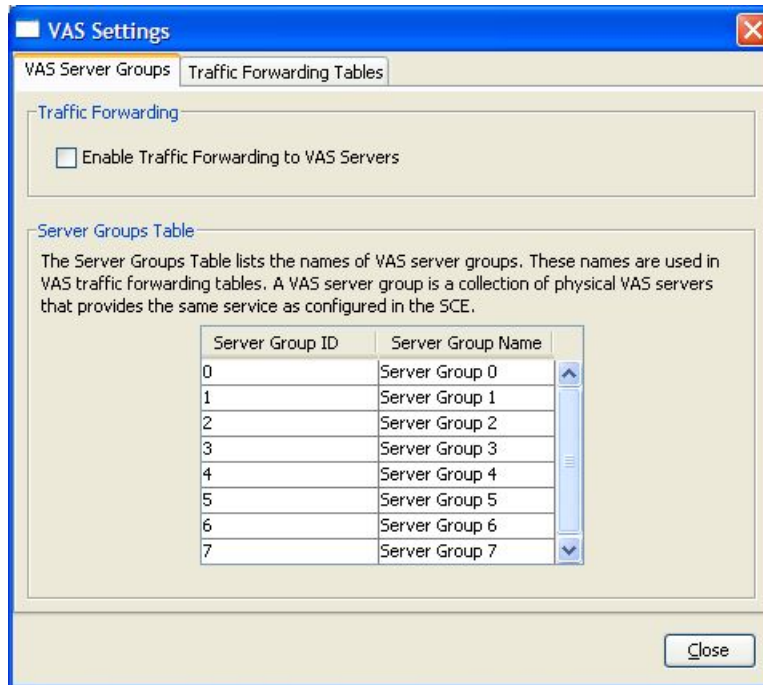 VAS Settings
VAS Server Groups Traffic Forwarding Tables
Traffic Forwarding
Enable Traffic Forwarding to VAS Servers
Server Groups Table
The Server Groups Table lists the names of VAS server groups. These names are used in
VAS traffic forwarding tables. A VAS server group is a collection of physical VAS servers
that provides the same service as configured in the SCE.
Server Group ID Server Group Name
0 Server Group 0
1 Server Group 1
2 Server Group 2
3 Server Group 3
4 Server Group 4
5 Server Group 5
6 Server Group 6
7 Server Group 7
Close